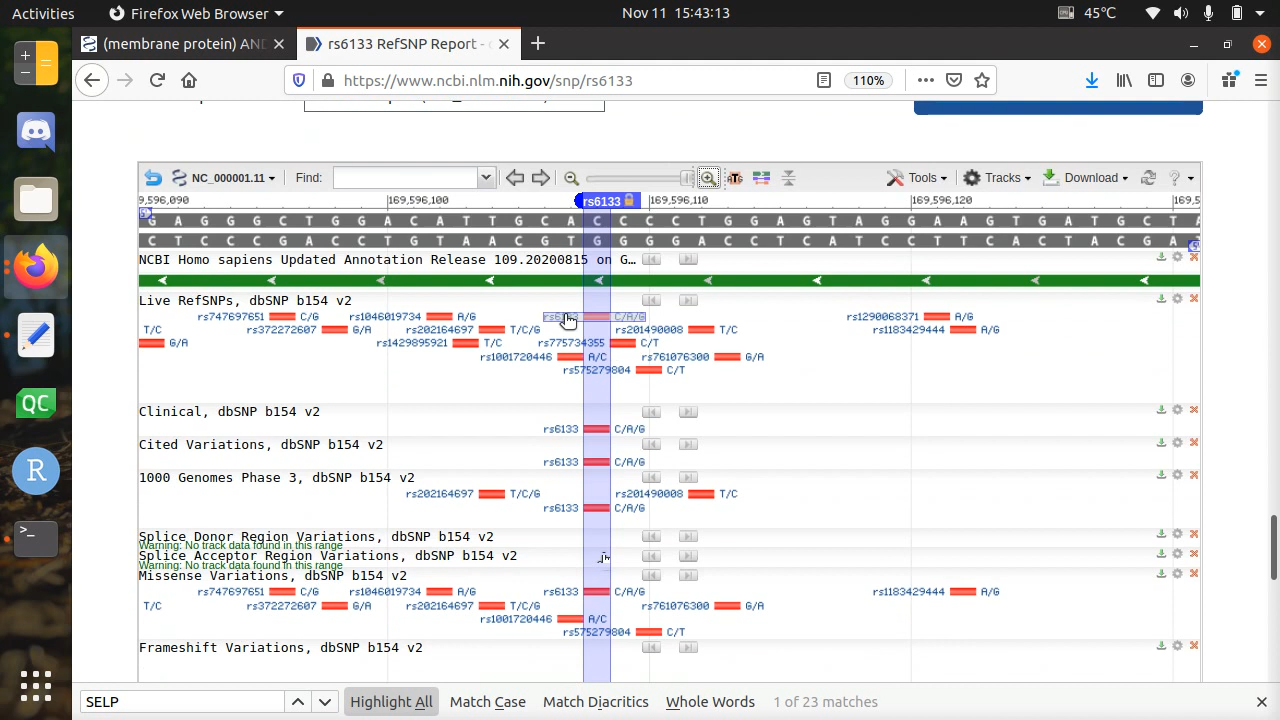 Activities Firefox Web Browser Nov 11 15:43:13 45°C
(membrane protein) AND rs6133 RefSNP Report -
https://www.ncbi.nlm.nih.gov/snp/rs6133 110%
NC_000001.11 Find: Tools Tracks Download ?
9,596,090 169,596,100 rs6133 169,596,110 169,596,120 169,5
G A G G G C T G G A C A T T G C A C C C C T G G A G T A G G A A G T G A T G C T A
C T C C C G A C C T G T A A C G T G G G G A C C T C A T C C T T C A C T A C G A
NCBI Homo sapiens Updated Annotation Release 109.20200815 on G…
Live RefSNPs, dbSNP b154 v2
rs747697651 C/G rs1046019734 A/G rs6133 C/A/G rs1290068371 A/G
T/C rs372272607 G/A rs202164697 T/C/G rs201490008 T/C rs1183429444 A/G
G/A rs1429895921 T/C rs775734355 C/T
rs1001720446 A/C rs761076300 G/A
rs575279804 C/T
Clinical, dbSNP b154 v2
rs6133 C/A/G
Cited Variations, dbSNP b154 v2
rs6133 C/A/G
1000 Genomes Phase 3, dbSNP b154 v2
rs202164697 T/C/G rs201490008 T/C
rs6133 C/A/G
Splice Donor Region Variations, dbSNP b154 v2
Warning: No track data found in this range
Splice Acceptor Region Variations, dbSNP b154 v2
Warning: No track data found in this range
Missense Variations, dbSNP b154 v2
rs747697651 C/G rs1046019734 A/G rs6133 C/A/G rs1183429444 A/G
T/C rs372272607 G/A rs202164697 T/C/G rs761076300 G/A
rs1001720446 A/C
rs575279804 C/T
Frameshift Variations, dbSNP b154 v2
SELP Highlight All Match Case Match Diacritics Whole Words 1 of 23 matches